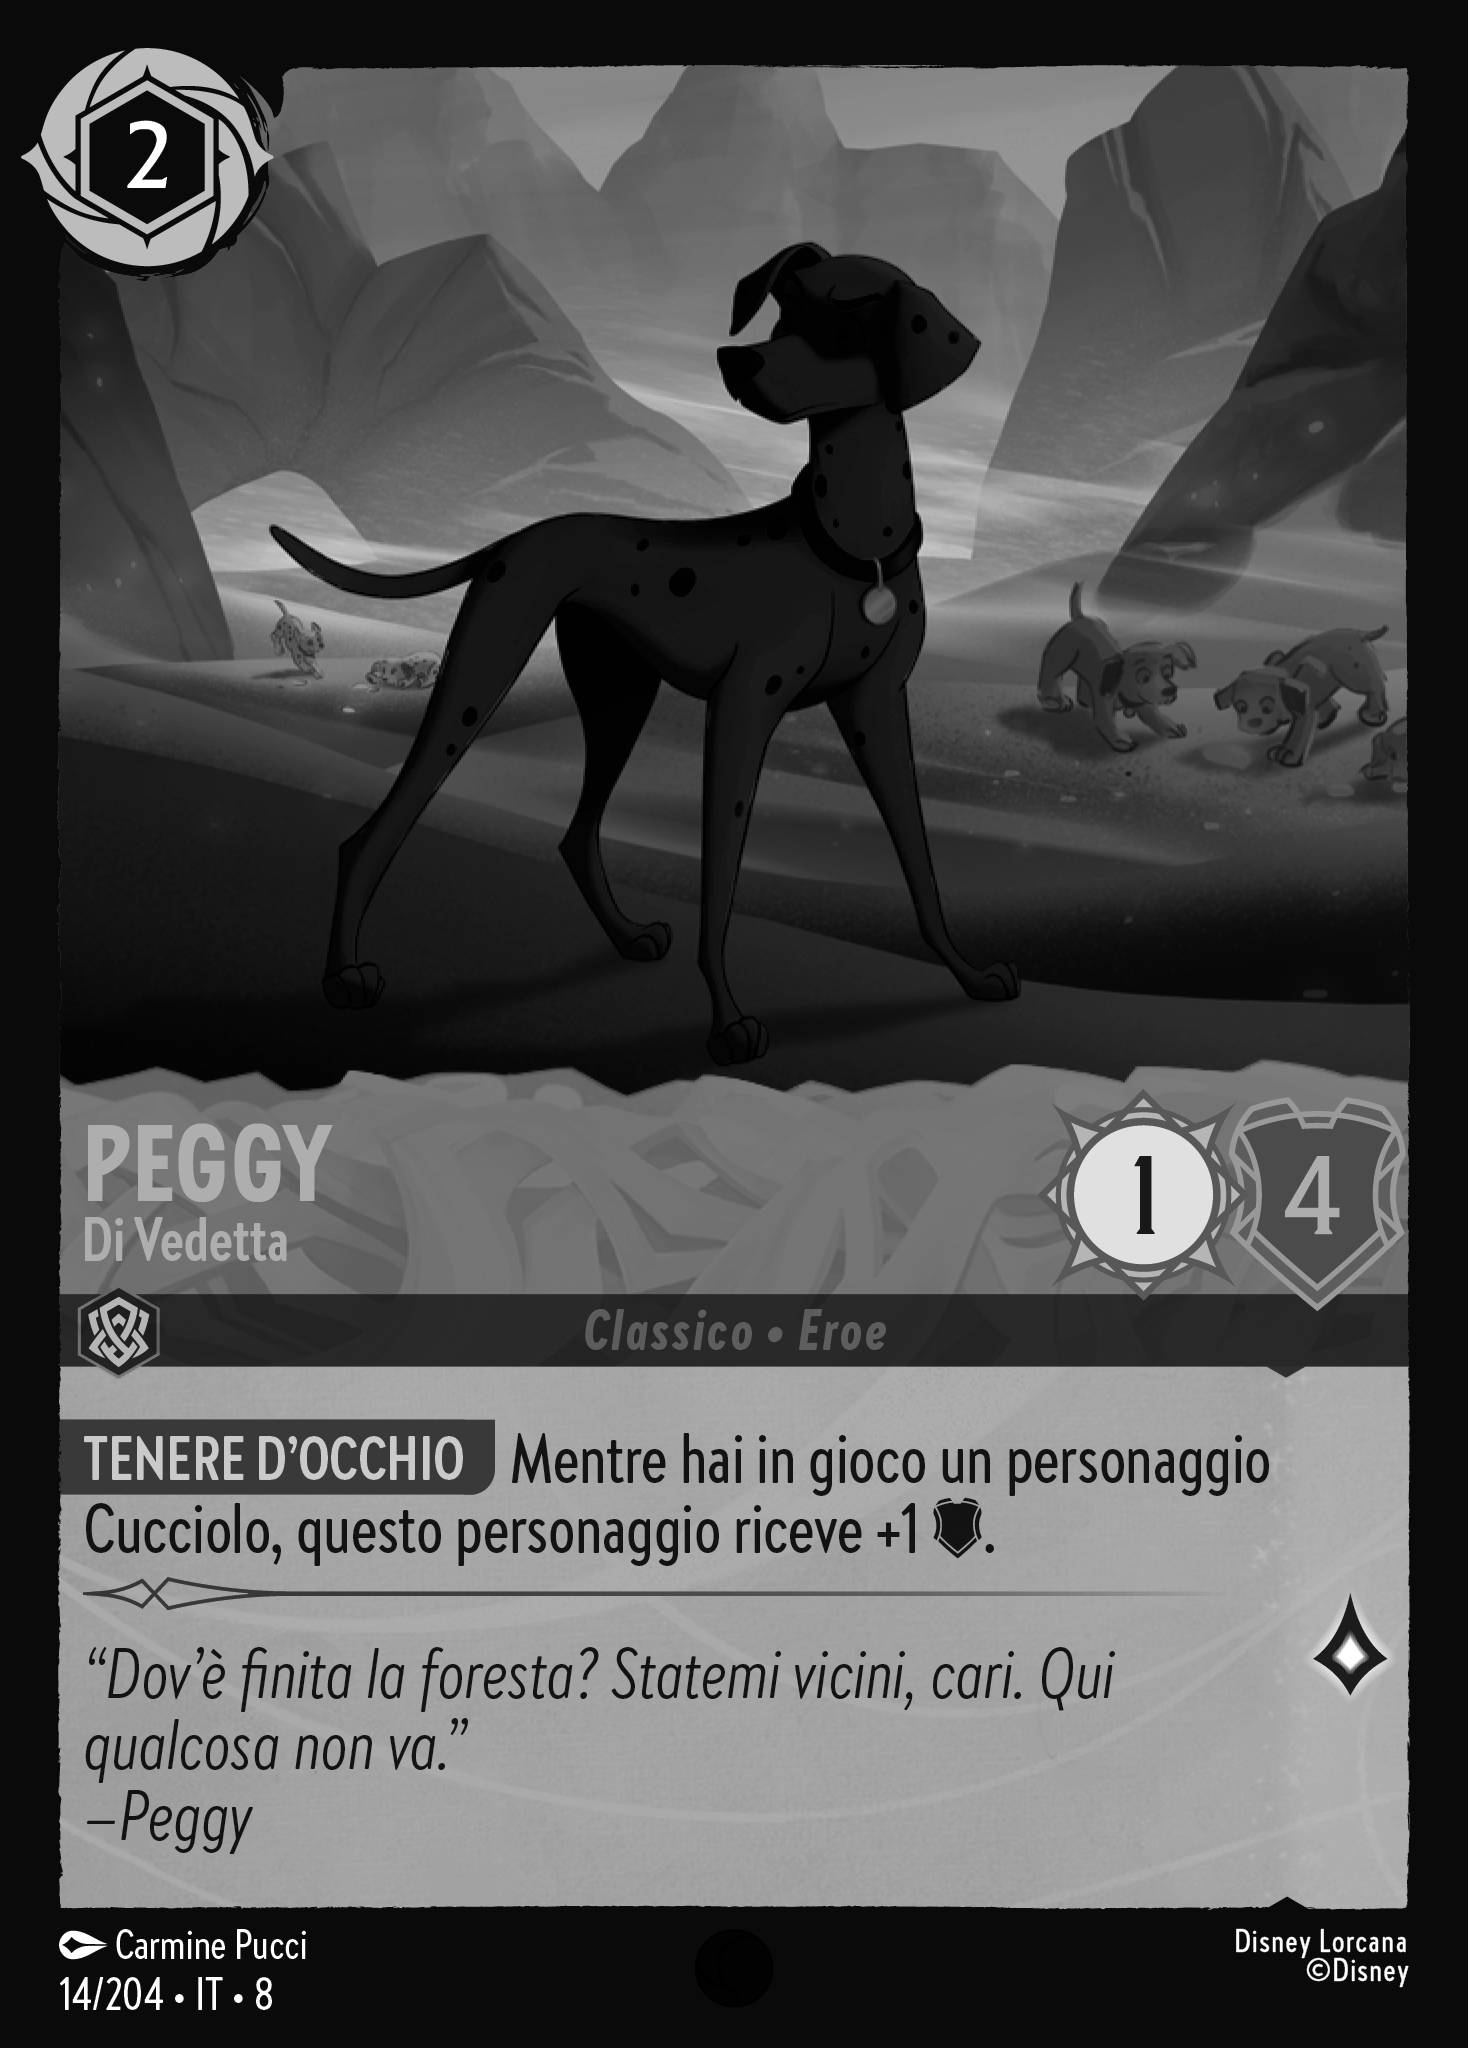 2
PEGGY
Di Vedetta
1
4
Classico • Eroe
TENERE D’OCCHIO Mentre hai in gioco un personaggio
Cucciolo, questo personaggio riceve +1 .
“Dov’è finita la foresta? Statemi vicini, cari. Qui
qualcosa non va.”
–Peggy
Carmine Pucci
14/204 • IT • 8
Disney Lorcana
©Disney